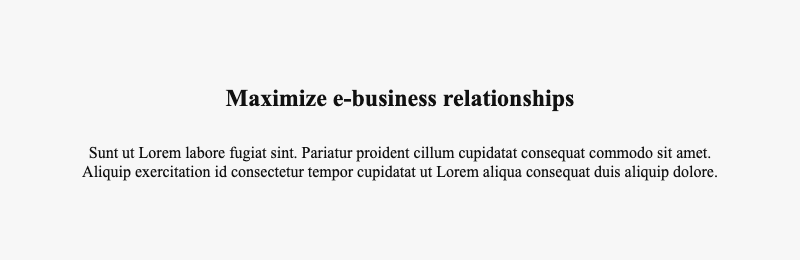 Maximize e-business relationships
Sunt ut Lorem labore fugiat sint. Pariatur proident cillum cupidatat consequat commodo sit amet.
Aliquip exercitation id consectetur tempor cupidatat ut Lorem aliqua consequat duis aliquip dolore.